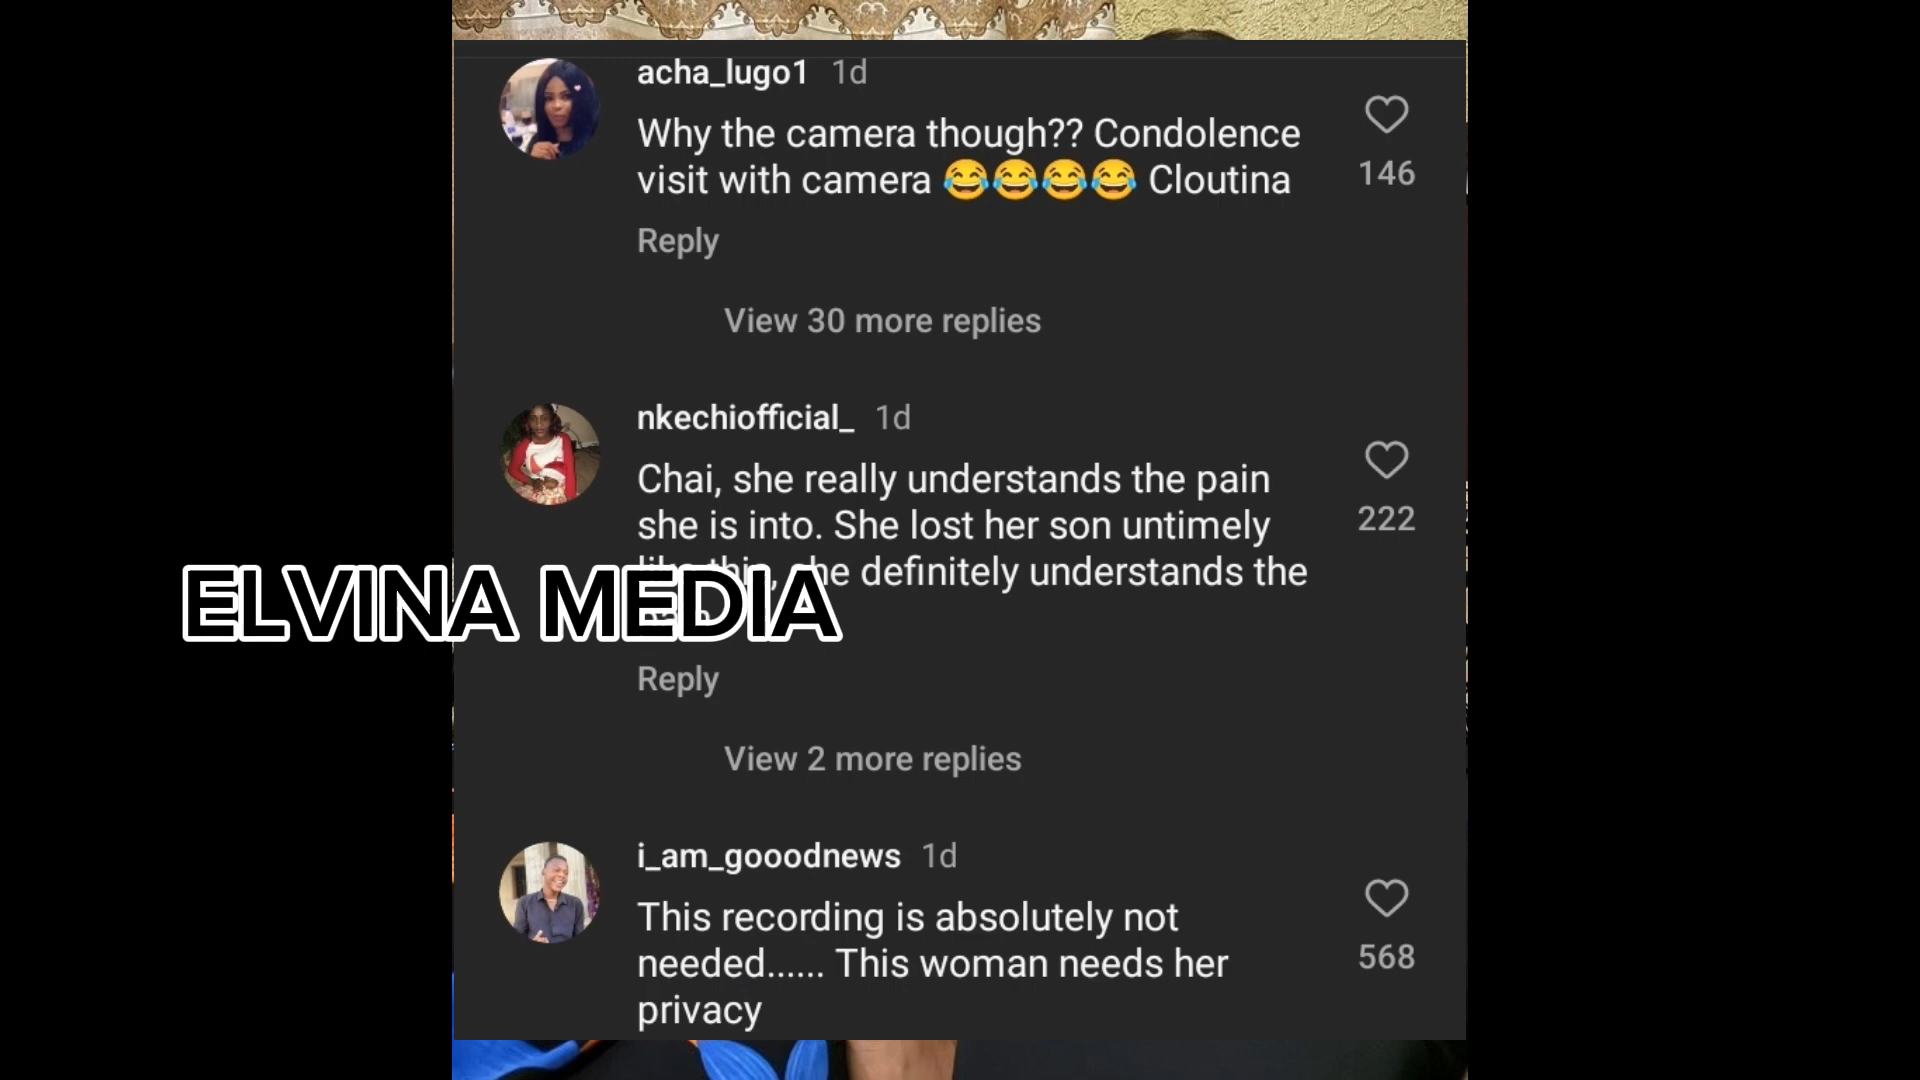 acha_lugo1 1d
Why the camera though?? Condolence
visit with camera 😂😂😂😂 Cloutina
146
Reply
View 30 more replies
nkechiofficial_ 1d
Chai, she really understands the pain
she is into. She lost her son untimely
222
she definitely understands the
ELVINA MEDIA
Reply
View 2 more replies
i_am_gooodnews 1d
This recording is absolutely not
needed...... This woman needs her
568
privacy